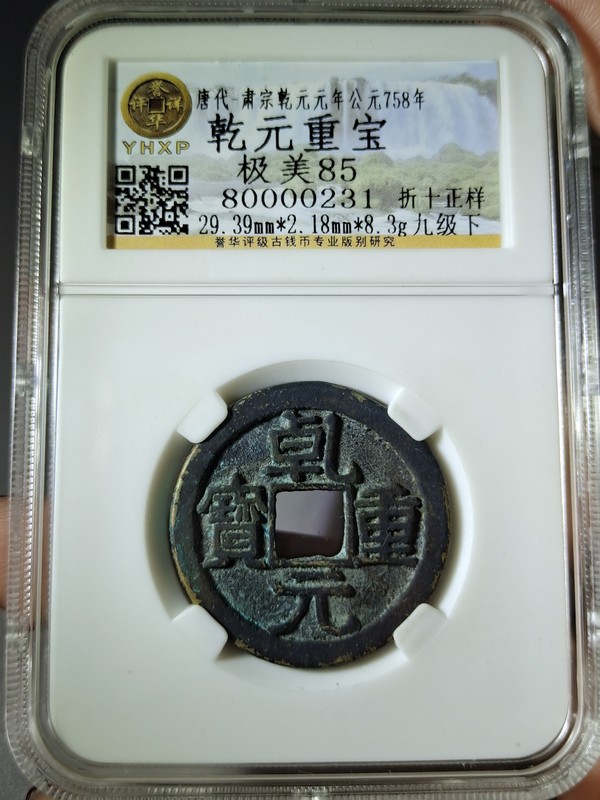 誉
评 祥
华
YHXP
唐代-肃宗乾元元年公元758年
乾元重宝
极美85
80000231 折十正样
29.39mm*2.18mm*8.3g 九级下
誉华评级古钱币专业版别研究
乾
元
重
寶